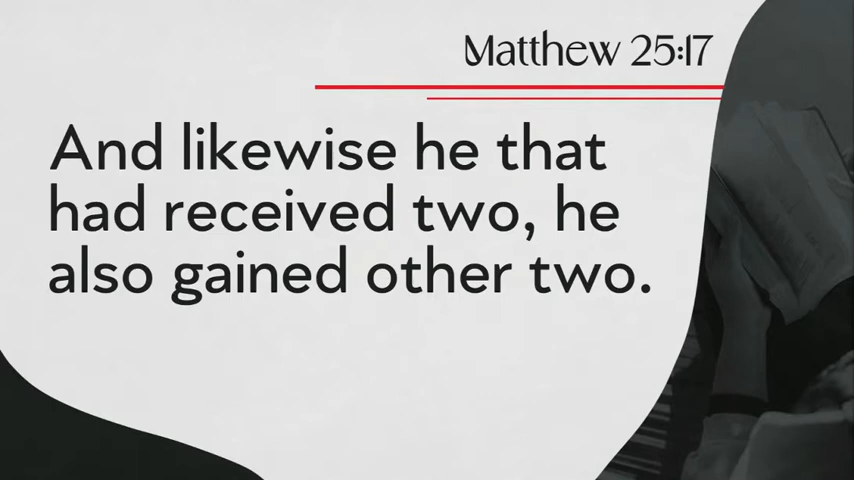 Matthew 25:17
And likewise he that
had received two, he
also gained other two.